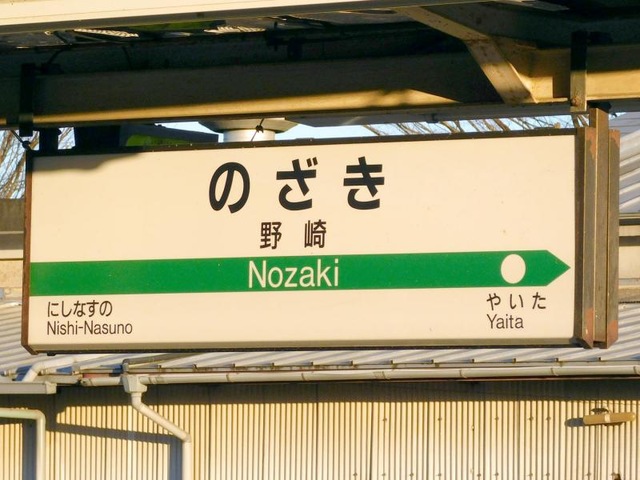 のざき
野崎
Nozaki
にしなすの
Nishi-Nasuno
やいた
Yaita